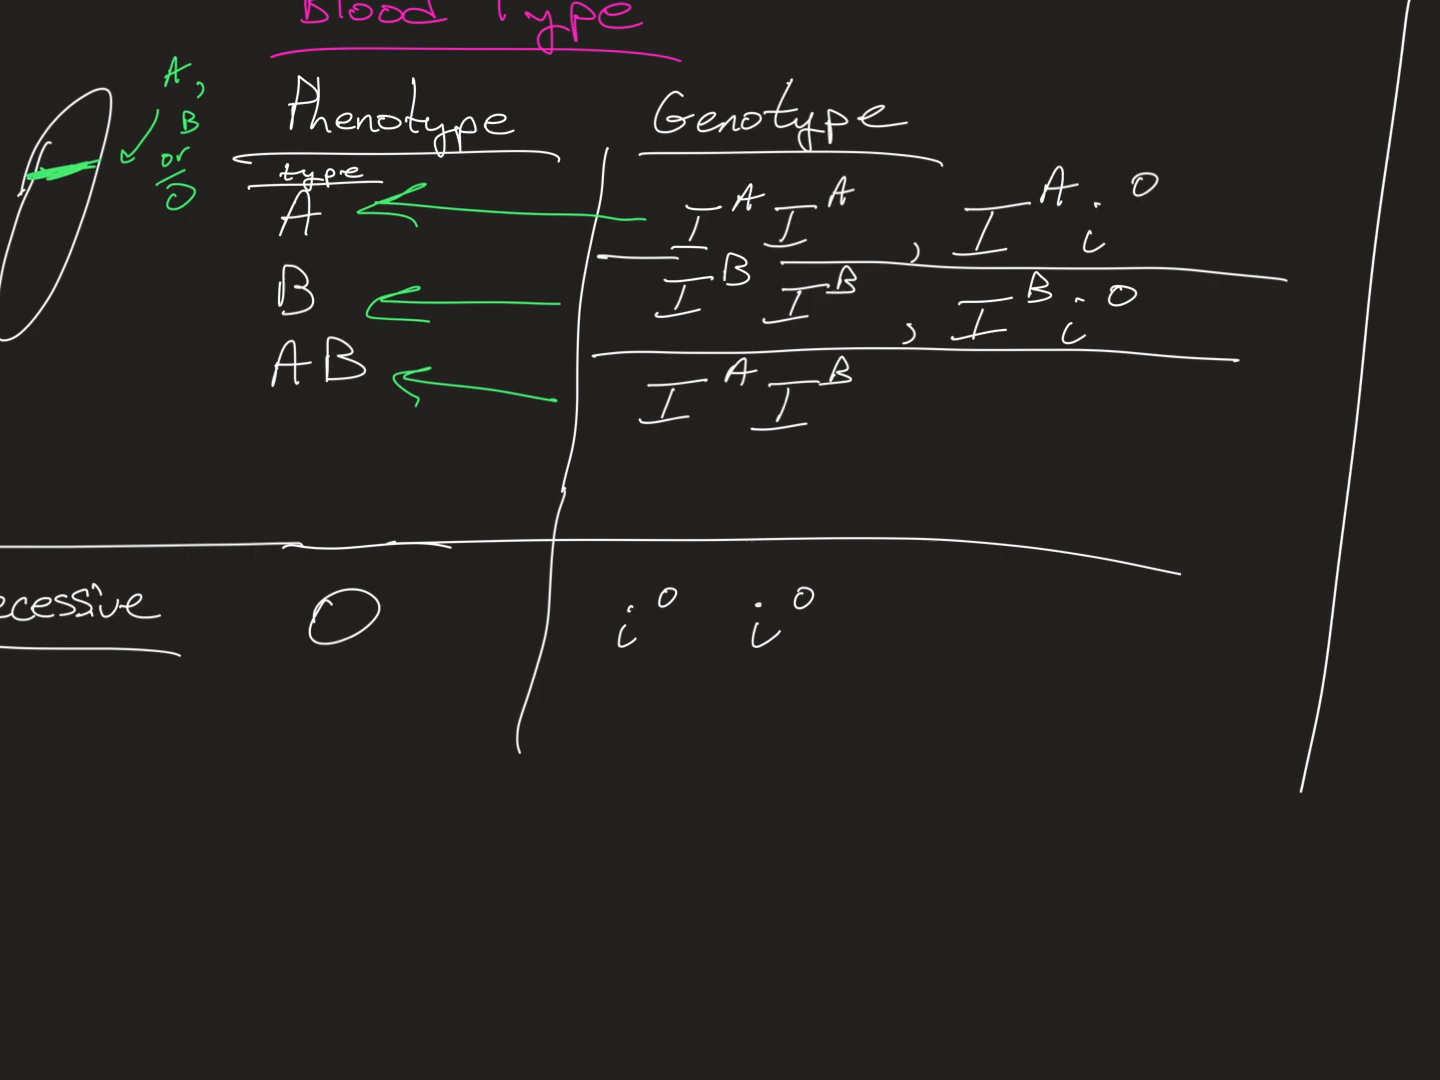 Blood Type
A,
B
or
O
Phenotype Genotype
type
A I^A I^A , I^A i^O
B I^B I^B , I^B i^O
AB I^A I^B
ecessive O i^O i^O